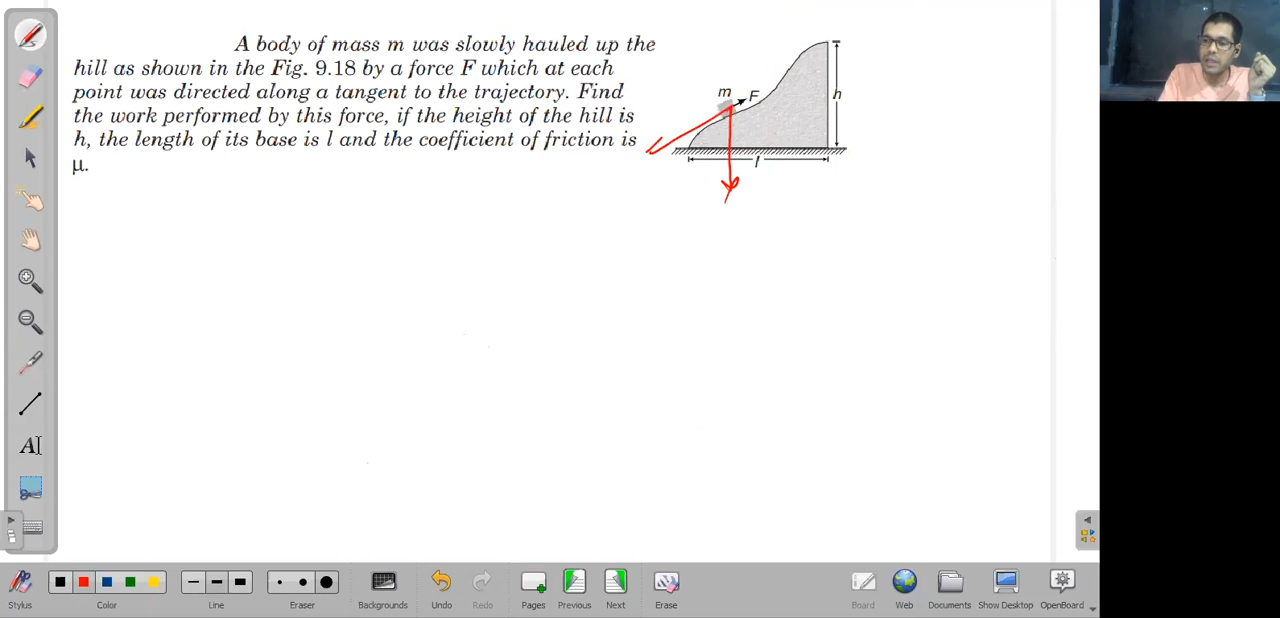 A body of mass m was slowly hauled up the
hill as shown in the Fig. 9.18 by a force F which at each
point was directed along a tangent to the trajectory. Find
the work performed by this force, if the height of the hill is
h, the length of its base is l and the coefficient of friction is
μ.
m
F
h
l
A
Stylus
Color
Line
Eraser
Backgrounds
Undo
Redo
Pages
Previous
Next
Erase
Board
Web
Documents
Show Desktop
OpenBoard